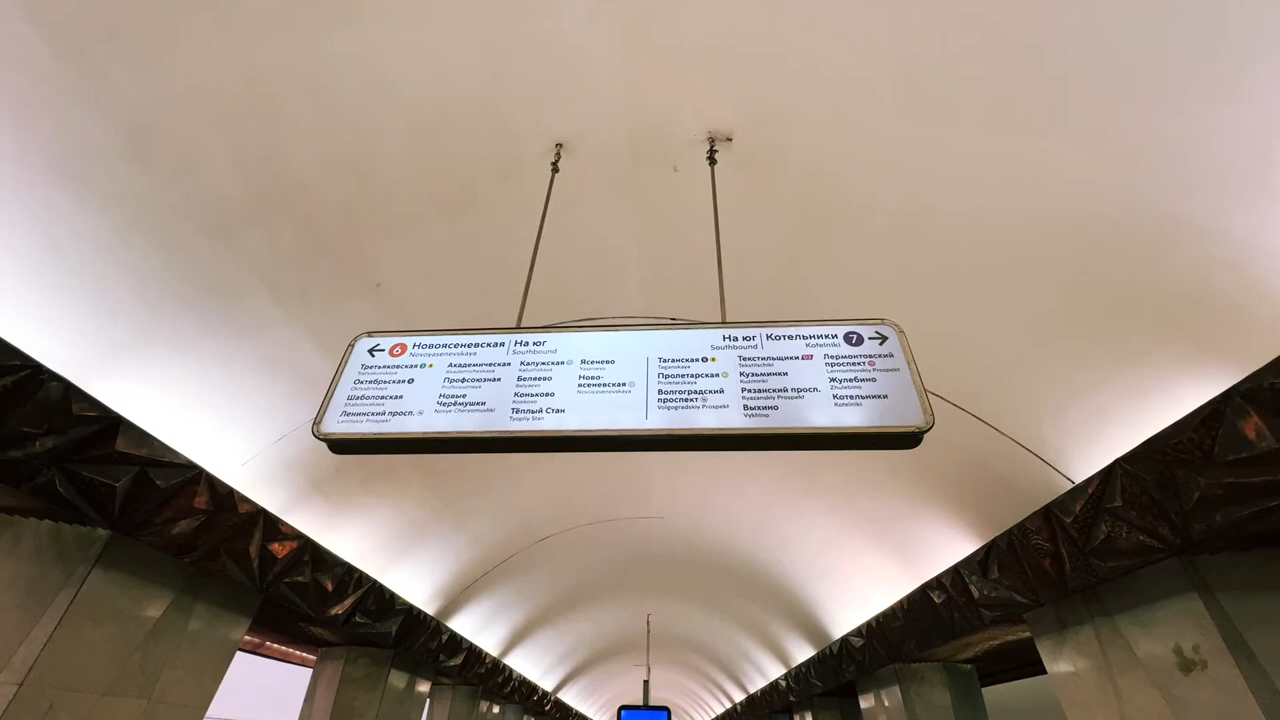 ← 6 Новоясеневская | На юг
Novoyasenevskaya Southbound
Третьяковская
Tretyakovskaya
Октябрьская
Oktyabrskaya
Шаболовская
Shabolovskaya
Ленинский просп.
Leninskiy Prospekt
Академическая
Akademicheskaya
Профсоюзная
Profsoyuznaya
Новые
Черёмушки
Novye Cheryomushki
Калужская
Kaluzhskaya
Беляево
Belyaevo
Коньково
Konkovo
Тёплый Стан
Tyoply Stan
Ясенево
Yasenevo
Ново-
ясеневская
Novoyasenevskaya
На юг | Котельники 7 →
Southbound Kotelniki
Таганская
Taganskaya
Пролетарская
Proletarskaya
Волгоградский
проспект
Volgogradskiy Prospekt
Текстильщики
Tekstilshchiki
Кузьминки
Kuzminki
Рязанский просп.
Ryazanskiy Prospekt
Выхино
Vykhino
Лермонтовский
проспект
Lermontovskiy Prospekt
Жулебино
Zhulebino
Котельники
Kotelniki